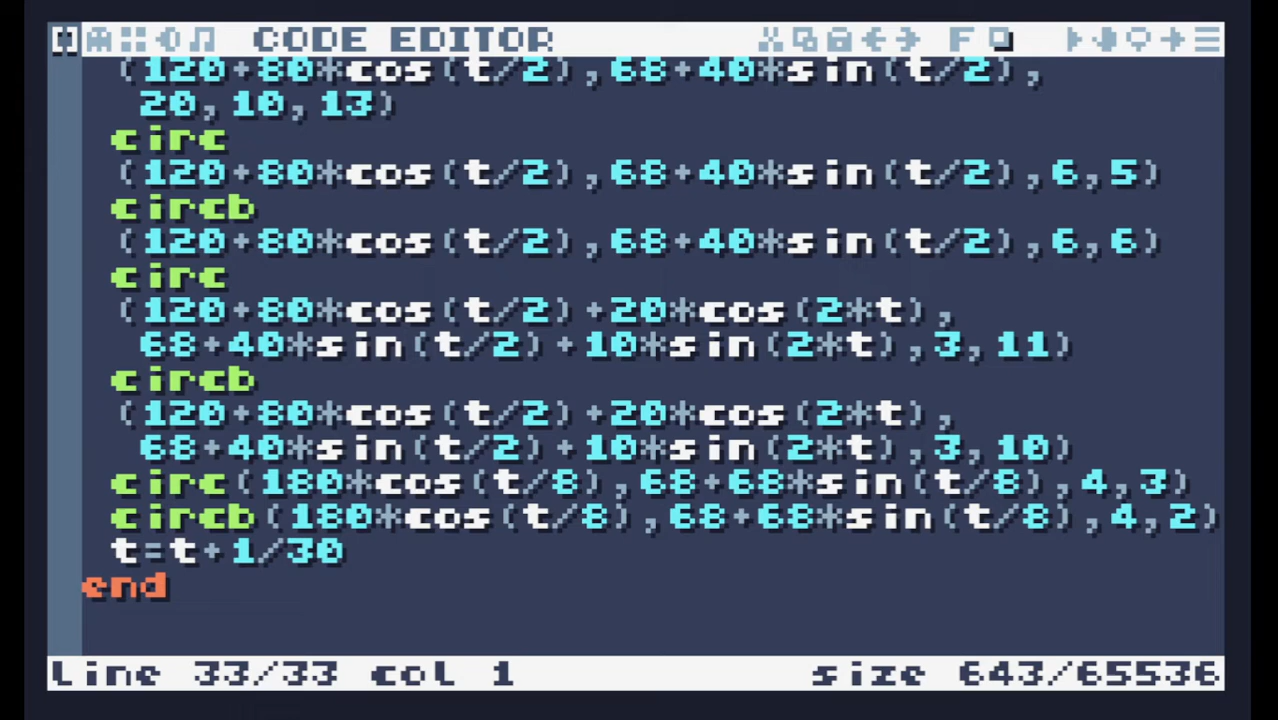 CODE EDITOR F
(120+80*cos(t/2),68+40*sin(t/2),
20,10,13)
circ
(120+80*cos(t/2),68+40*sin(t/2),6,5)
circb
(120+80*cos(t/2),68+40*sin(t/2),6,6)
circ
(120+80*cos(t/2)+20*cos(2*t),
68+40*sin(t/2)+10*sin(2*t),3,11)
circb
(120+80*cos(t/2)+20*cos(2*t),
68+40*sin(t/2)+10*sin(2*t),3,10)
circ(180*cos(t/8),68+68*sin(t/8),4,3)
circb(180*cos(t/8),68+68*sin(t/8),4,2)
t=t+1/30
end
line 33/33 col 1 size 643/65536